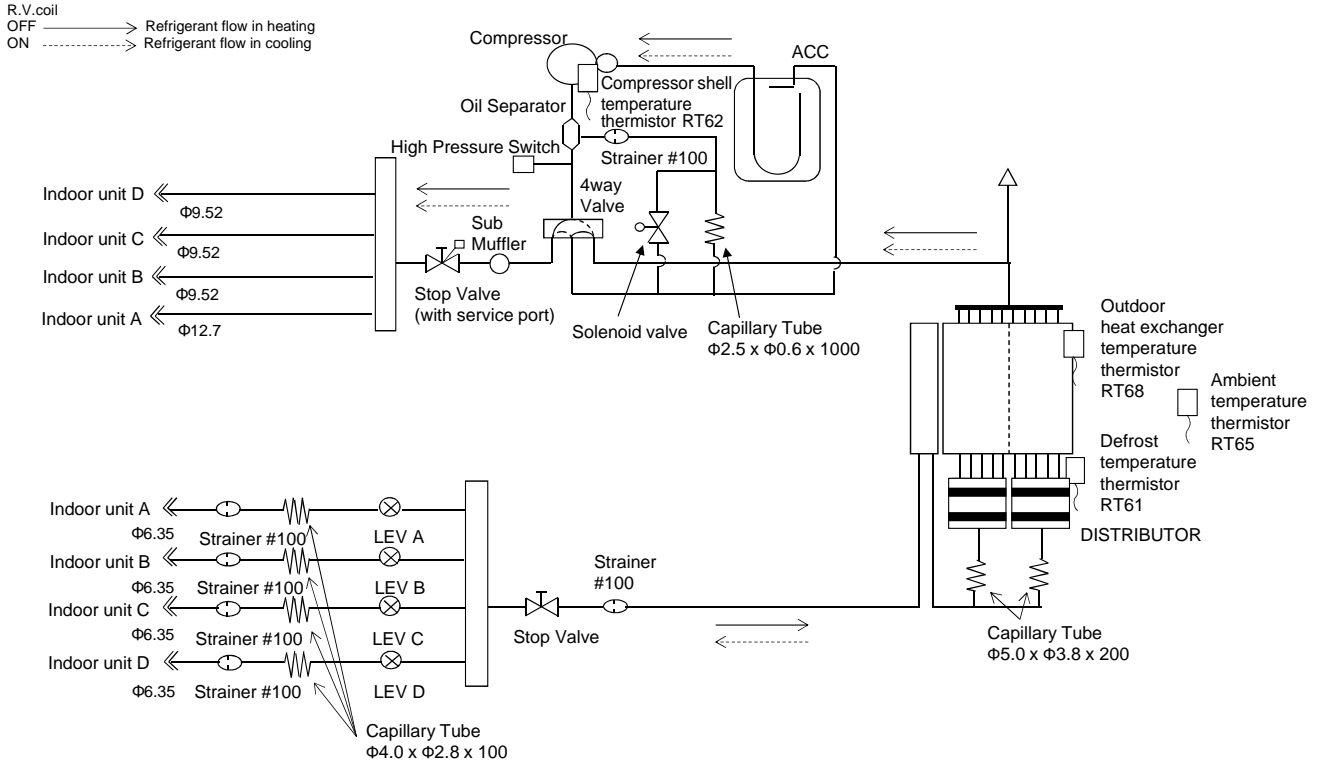 R.V.coil
OFF Refrigerant flow in heating
ON Refrigerant flow in cooling
Compressor
ACC
Compressor shell
temperature
thermistor RT62
Oil Separator
High Pressure Switch
Strainer #100
4way
Valve
Sub
Muffler
Indoor unit D
Φ9.52
Indoor unit C
Φ9.52
Indoor unit B
Φ9.52
Indoor unit A
Φ12.7
Stop Valve
(with service port)
Solenoid valve
Capillary Tube
Φ2.5 x Φ0.6 x 1000
Outdoor
heat exchanger
temperature
thermistor
RT68
Ambient
temperature
thermistor
RT65
Defrost
temperature
thermistor
RT61
DISTRIBUTOR
Capillary Tube
Φ5.0 x Φ3.8 x 200
Indoor unit A
Φ6.35
Strainer #100
LEV A
Indoor unit B
Φ6.35
Strainer #100
LEV B
Indoor unit C
Φ6.35
Strainer #100
LEV C
Indoor unit D
Φ6.35
Strainer #100
LEV D
Strainer
#100
Stop Valve
Capillary Tube
Φ4.0 x Φ2.8 x 100